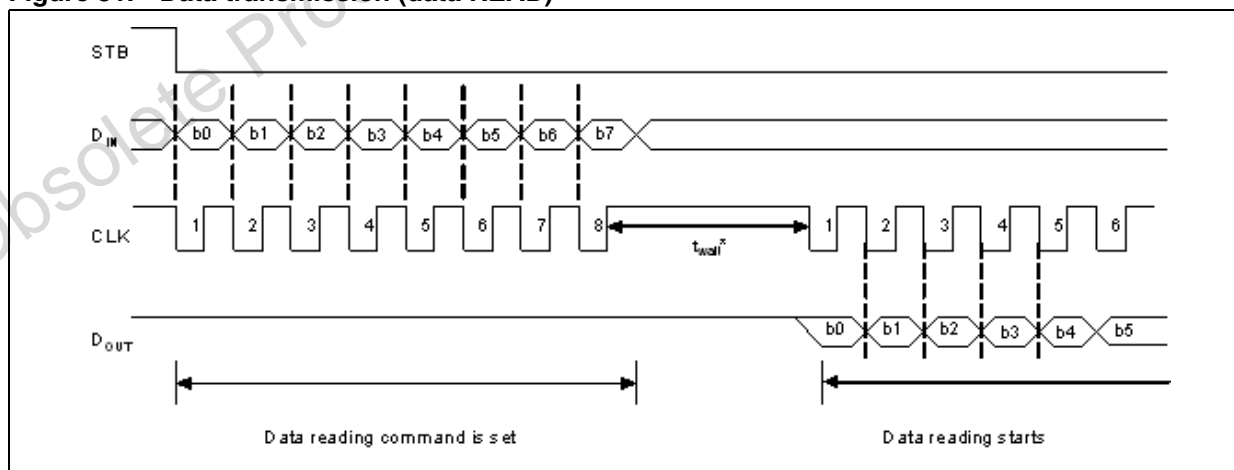 STB
D IN
b0 b1 b2 b3 b4 b5 b6 b7
CLK
1 2 3 4 5 6 7 8
twait*
1 2 3 4 5 6
D OUT
b0 b1 b2 b3 b4 b5
Data reading command is set
Data reading starts